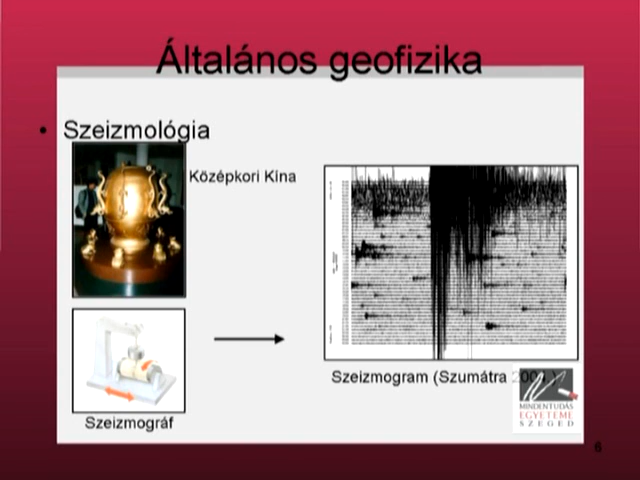 Általános geofizika
• Szeizmológia
Középkori Kína
Szeizmográf
Szeizmogram (Szumátra
MINDENTUDÁS
EGYETEME
SZEGED
6